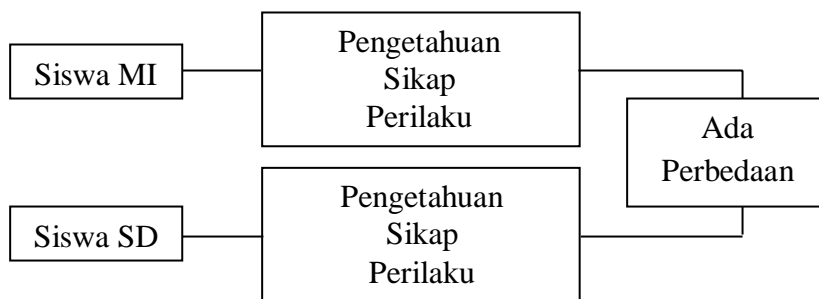 Siswa MI
Pengetahuan
Sikap
Perilaku
Ada
Perbedaan
Siswa SD
Pengetahuan
Sikap
Perilaku